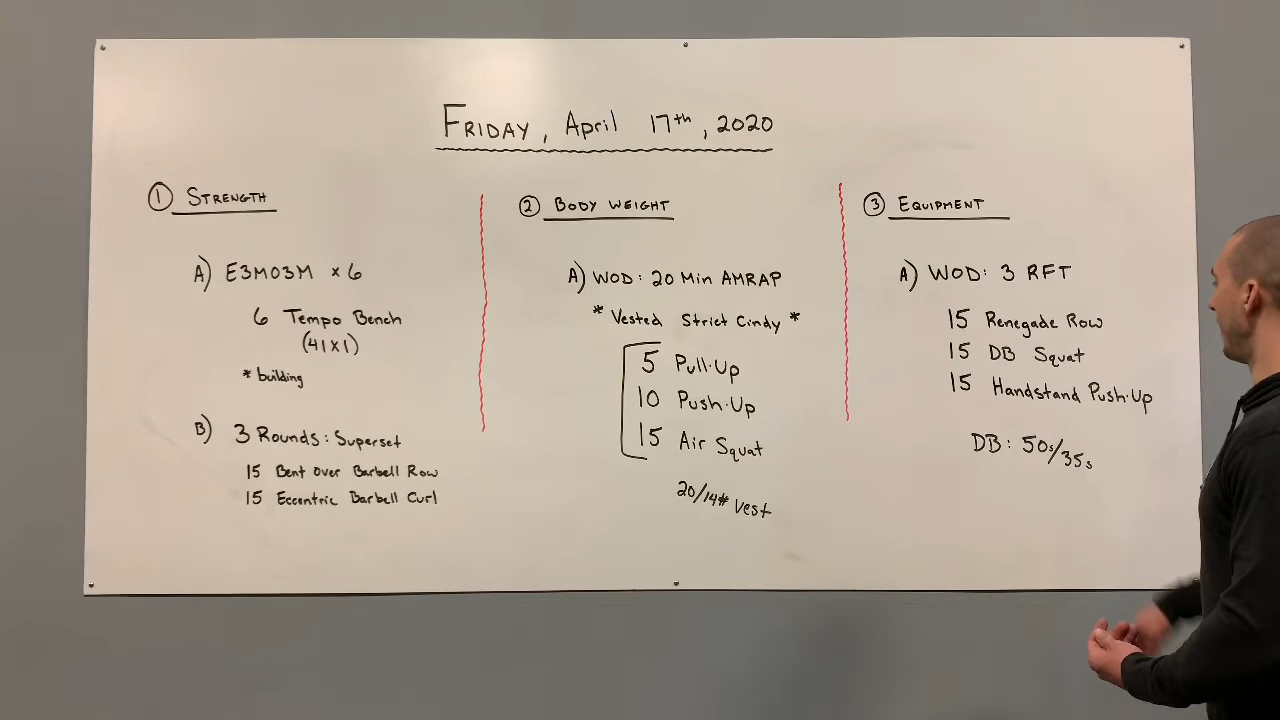 FRIDAY, April 17th, 2020
① STRENGTH
A) E3MO3M x 6
6 Tempo Bench
(41x1)
* building
B) 3 Rounds: Superset
15 Bent Over Barbell Row
15 Eccentric Barbell Curl
② BODY WEIGHT
A) WOD: 20 Min AMRAP
* Vested Strict Cindy *
5 Pull-Up
10 Push-Up
15 Air Squat
20/14# Vest
③ EQUIPMENT
A) WOD: 3 RFT
15 Renegade Row
15 DB Squat
15 Handstand Push-Up
DB: 50s/35s